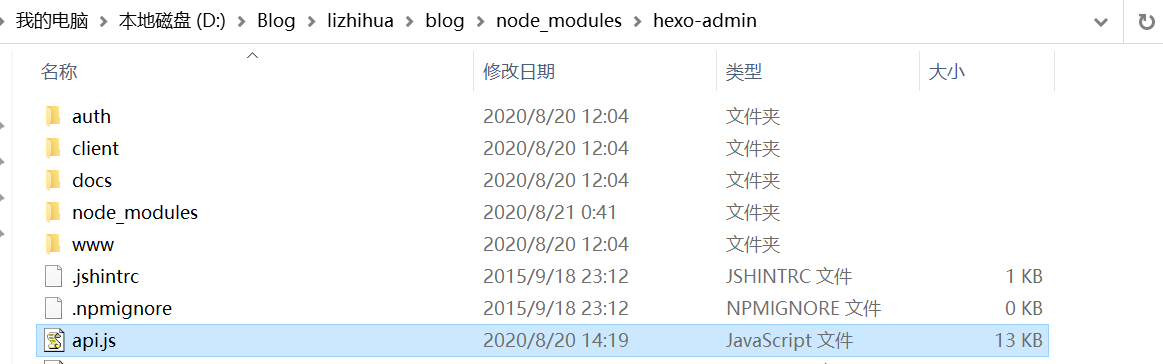 我的电脑 > 本地磁盘 (D:) > Blog > lizhihua > blog > node_modules > hexo-admin
名称 修改日期 类型 大小
auth 2020/8/20 12:04 文件夹
client 2020/8/20 12:04 文件夹
docs 2020/8/20 12:04 文件夹
node_modules 2020/8/21 0:41 文件夹
www 2020/8/20 12:04 文件夹
.jshintrc 2015/9/18 23:12 JSHINTRC 文件 1 KB
.npmignore 2015/9/18 23:12 NPMIGNORE 文件 0 KB
api.js 2020/8/20 14:19 JavaScript 文件 13 KB